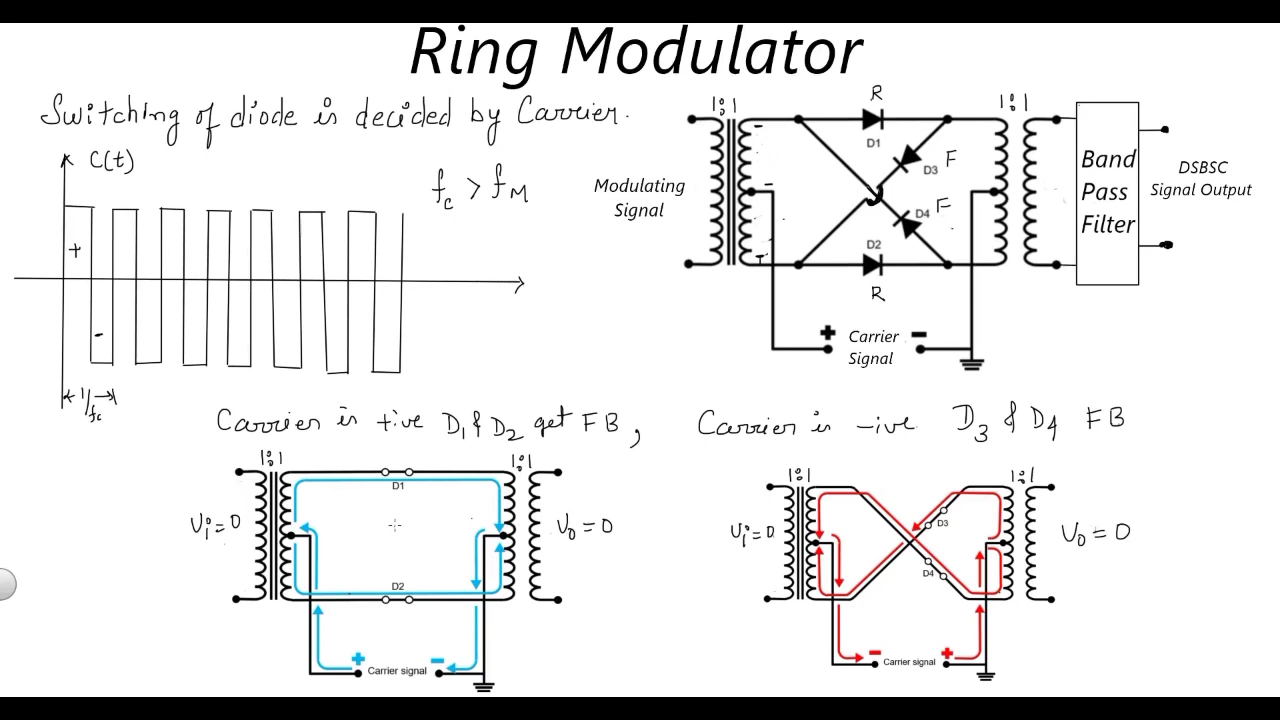 Ring Modulator
Switching of diode is decided by Carrier.
C(t)
fc > fM
+
-
1/fc
Modulating
Signal
1:1
R
D1
D3 F
D4 F
D2
R
1:1
+ Carrier -
Signal
Band
Pass
Filter
DSBSC
Signal Output
Carrier is +ive D1 & D2 get FB,
1:1
1:1
D1
Vi = 0
V0 = 0
D2
+ -
Carrier signal
Carrier is -ive D3 & D4 FB
1:1
1:1
D3
Vi = 0
V0 = 0
D4
- +
Carrier signal